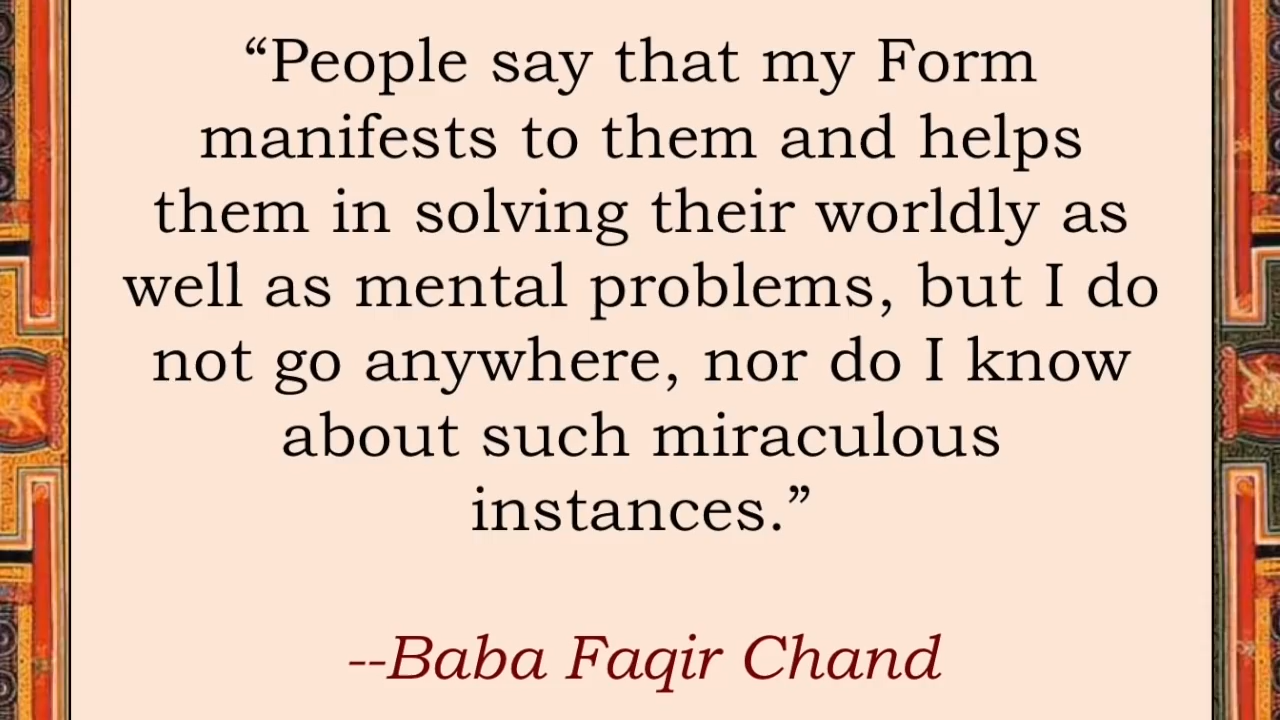 “People say that my Form
manifests to them and helps
them in solving their worldly as
well as mental problems, but I do
not go anywhere, nor do I know
about such miraculous
instances.”
--Baba Faqir Chand